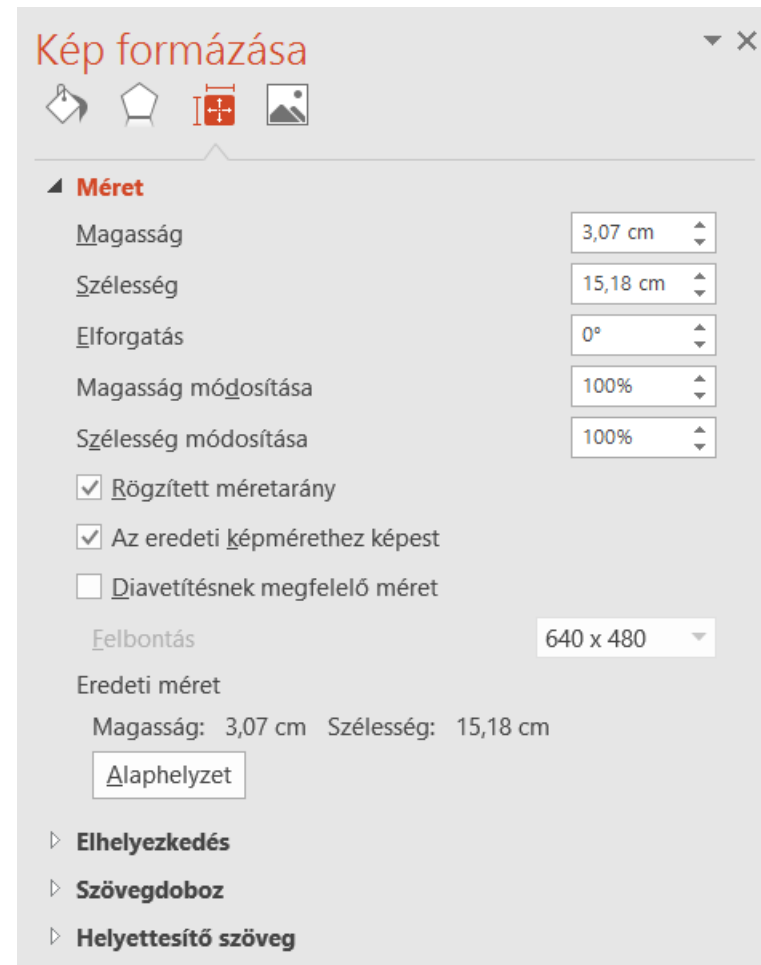 Kép formázása
Méret
Magasság 3,07 cm
Szélesség 15,18 cm
Elforgatás 0°
Magasság módosítása 100%
Szélesség módosítása 100%
Rögzített méretarány
Az eredeti képmérethez képest
Diavetítésnek megfelelő méret
Felbontás 640 x 480
Eredeti méret
Magasság: 3,07 cm Szélesség: 15,18 cm
Alaphelyzet
Elhelyezkedés
Szövegdoboz
Helyettesítő szöveg